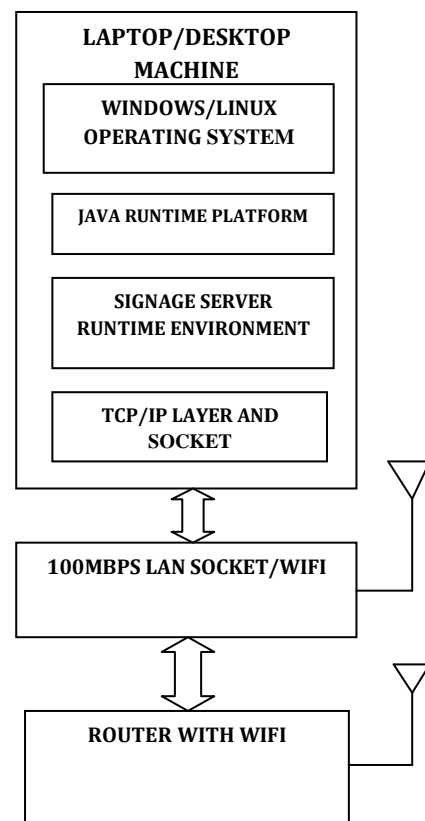 LAPTOP/DESKTOP
MACHINE
WINDOWS/LINUX
OPERATING SYSTEM
JAVA RUNTIME PLATFORM
SIGNAGE SERVER
RUNTIME ENVIRONMENT
TCP/IP LAYER AND
SOCKET
100MBPS LAN SOCKET/WIFI
ROUTER WITH WIFI